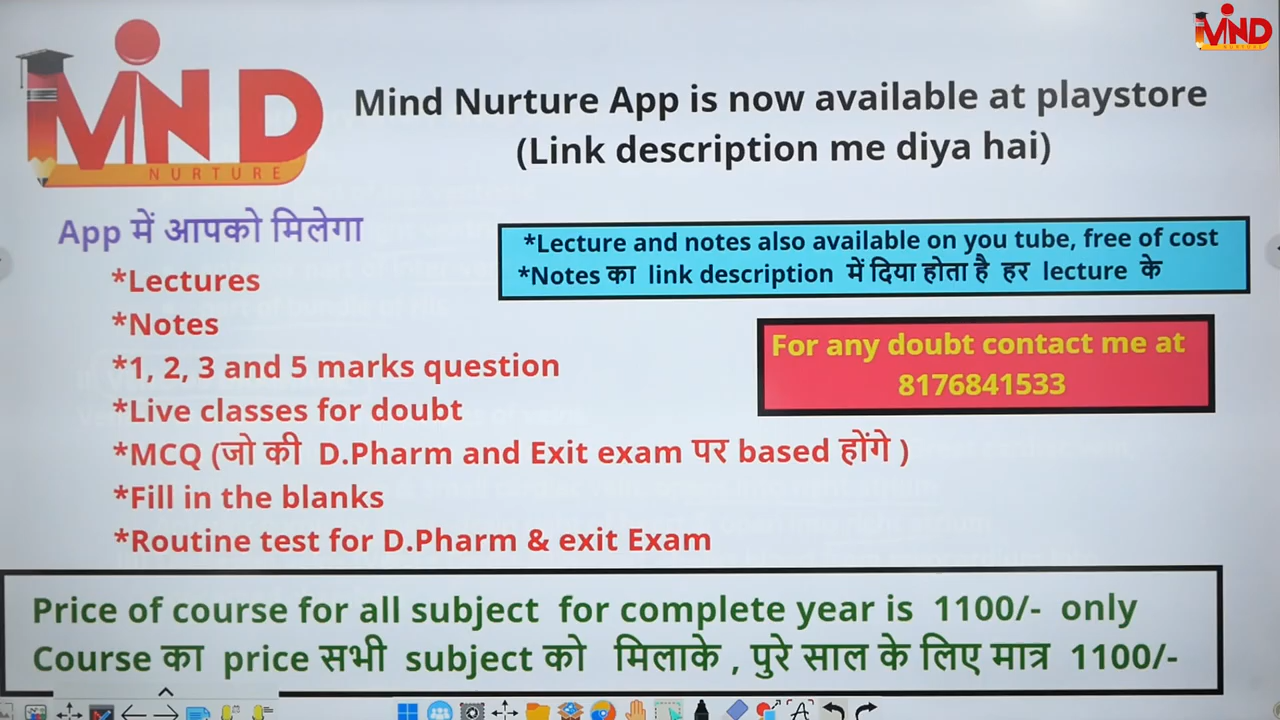 MIND
NURTURE
MIND
NURTURE
Mind Nurture App is now available at playstore
(Link description me diya hai)
App में आपको मिलेगा
*Lectures
*Notes
*1, 2, 3 and 5 marks question
*Live classes for doubt
*MCQ (जो की D.Pharm and Exit exam पर based होंगे )
*Fill in the blanks
*Routine test for D.Pharm & exit Exam
*Lecture and notes also available on you tube, free of cost
*Notes का link description में दिया होता है हर lecture के
For any doubt contact me at
8176841533
Price of course for all subject for complete year is 1100/- only
Course का price सभी subject को मिलाके , पुरे साल के लिए मात्र 1100/-